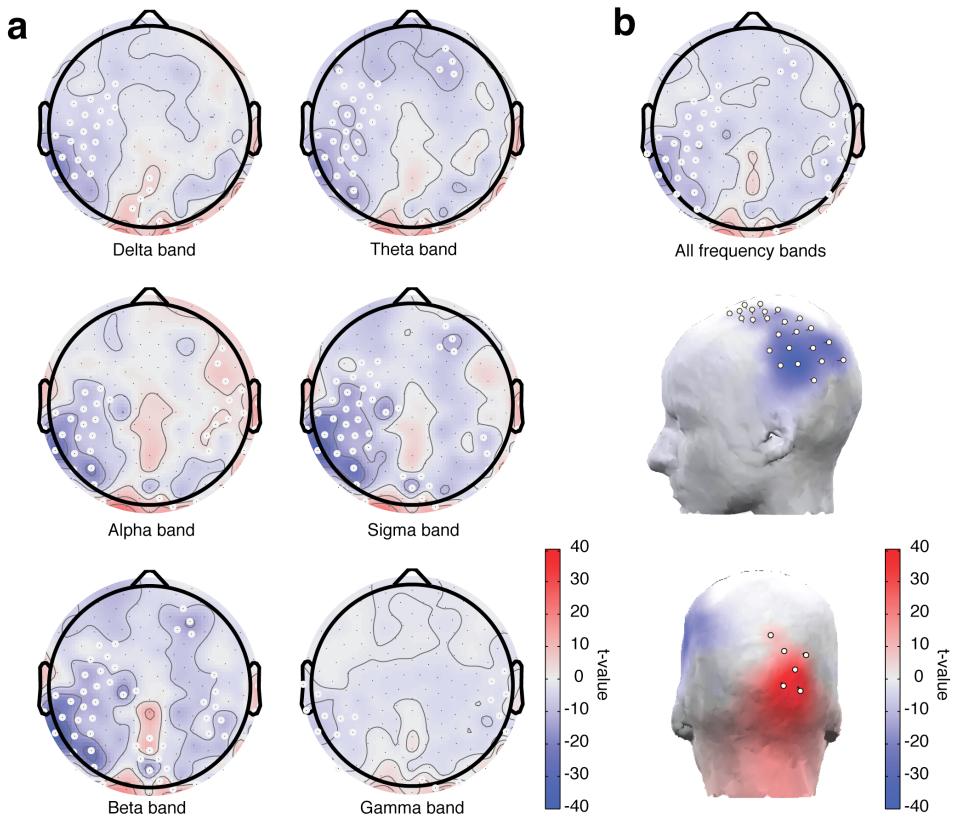 a
b
Delta band
Theta band
All frequency bands
Alpha band
Sigma band
40
30
20
10
0
-10
-20
-30
-40
t-value
40
30
20
10
0
-10
-20
-30
-40
t-value
Beta band
Gamma band